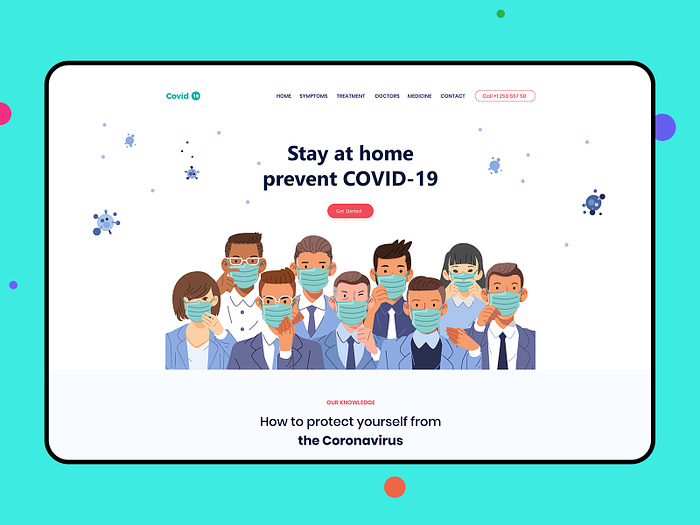 Covid 19
HOME SYMPTOMS TREATMENT DOCTORS MEDICINE CONTACT Call +1 250 567 50
Stay at home
prevent COVID-19
Get Started
OUR KNOWLEDGE
How to protect yourself from
the Coronavirus